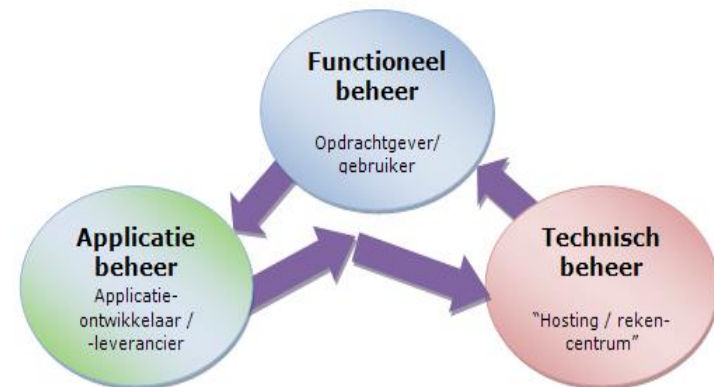 Functioneel
beheer
Opdrachtgever/
gebruiker
Applicatie
beheer
Applicatie-
ontwikkelaar /
-leverancier
Technisch
beheer
“Hosting / reken-
centrum”